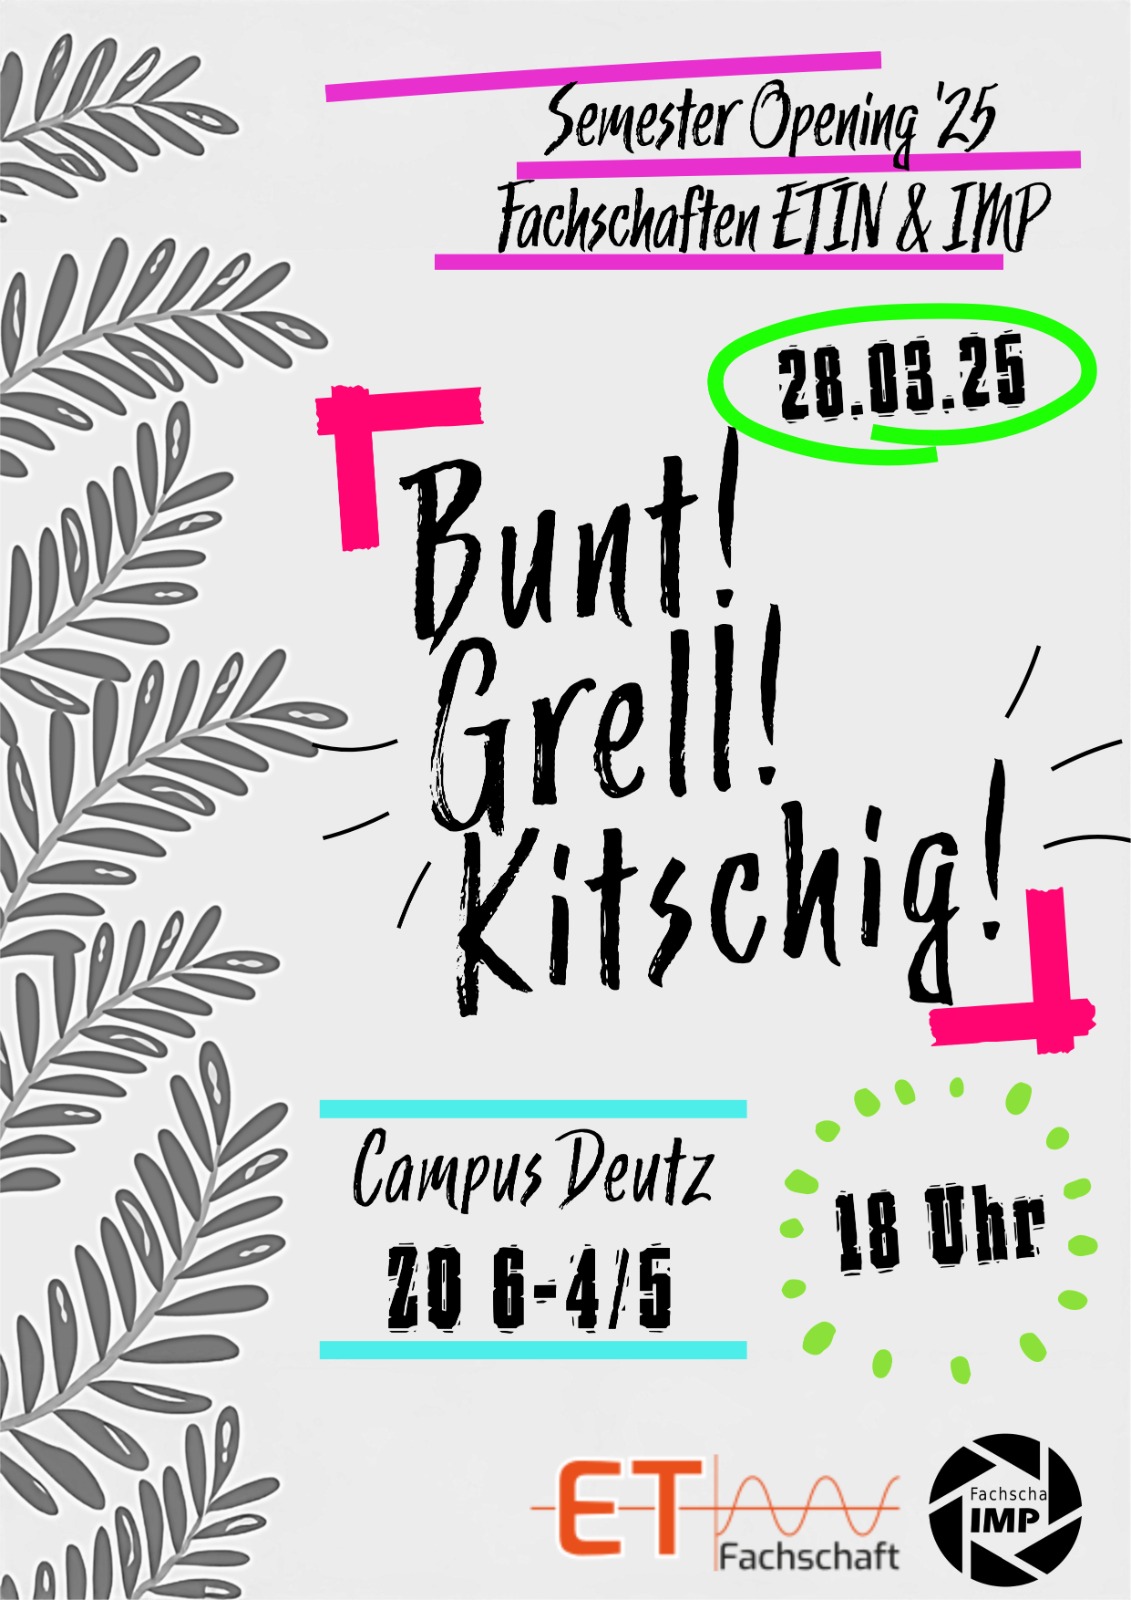 Semester Opening '25
Fachschaften ETIN & IMP
28.03.25
Bunt!
Grell!
Kitschig!
Campus Deutz
ZO 6-4/5
18 Uhr
ET
Fachschaft
Fachscha
IMP